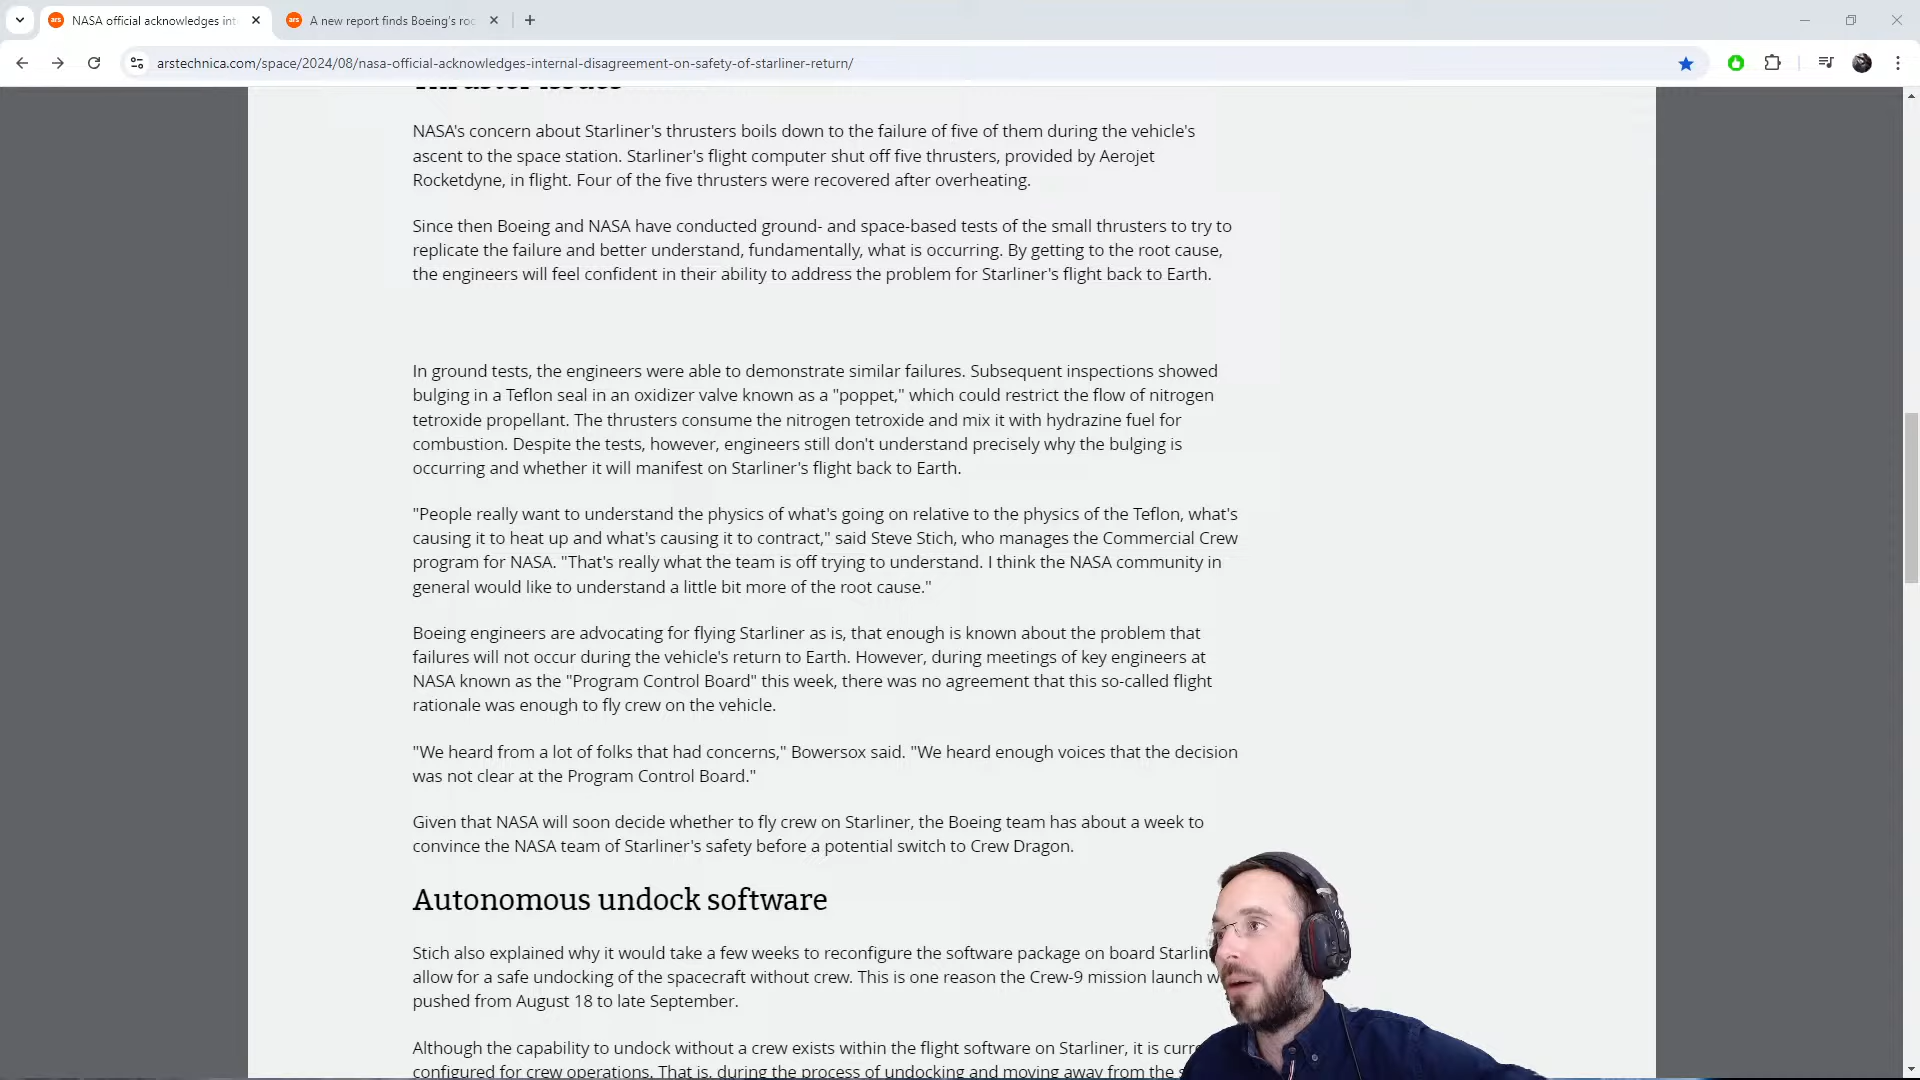 NASA official acknowledges int
A new report finds Boeing's roc
arstechnica.com/space/2024/08/nasa-official-acknowledges-internal-disagreement-on-safety-of-starliner-return/
Thruster issues
NASA's concern about Starliner's thrusters boils down to the failure of five of them during the vehicle's
ascent to the space station. Starliner's flight computer shut off five thrusters, provided by Aerojet
Rocketdyne, in flight. Four of the five thrusters were recovered after overheating.
Since then Boeing and NASA have conducted ground- and space-based tests of the small thrusters to try to
replicate the failure and better understand, fundamentally, what is occurring. By getting to the root cause,
the engineers will feel confident in their ability to address the problem for Starliner's flight back to Earth.
In ground tests, the engineers were able to demonstrate similar failures. Subsequent inspections showed
bulging in a Teflon seal in an oxidizer valve known as a "poppet," which could restrict the flow of nitrogen
tetroxide propellant. The thrusters consume the nitrogen tetroxide and mix it with hydrazine fuel for
combustion. Despite the tests, however, engineers still don't understand precisely why the bulging is
occurring and whether it will manifest on Starliner's flight back to Earth.
"People really want to understand the physics of what's going on relative to the physics of the Teflon, what's
causing it to heat up and what's causing it to contract," said Steve Stich, who manages the Commercial Crew
program for NASA. "That's really what the team is off trying to understand. I think the NASA community in
general would like to understand a little bit more of the root cause."
Boeing engineers are advocating for flying Starliner as is, that enough is known about the problem that
failures will not occur during the vehicle's return to Earth. However, during meetings of key engineers at
NASA known as the "Program Control Board" this week, there was no agreement that this so-called flight
rationale was enough to fly crew on the vehicle.
"We heard from a lot of folks that had concerns," Bowersox said. "We heard enough voices that the decision
was not clear at the Program Control Board."
Given that NASA will soon decide whether to fly crew on Starliner, the Boeing team has about a week to
convince the NASA team of Starliner's safety before a potential switch to Crew Dragon.
Autonomous undock software
Stich also explained why it would take a few weeks to reconfigure the software package on board Starlin
allow for a safe undocking of the spacecraft without crew. This is one reason the Crew-9 mission launch w
pushed from August 18 to late September.
Although the capability to undock without a crew exists within the flight software on Starliner, it is curre
configured for crew operations. That is, during the process of undocking and moving away from the s